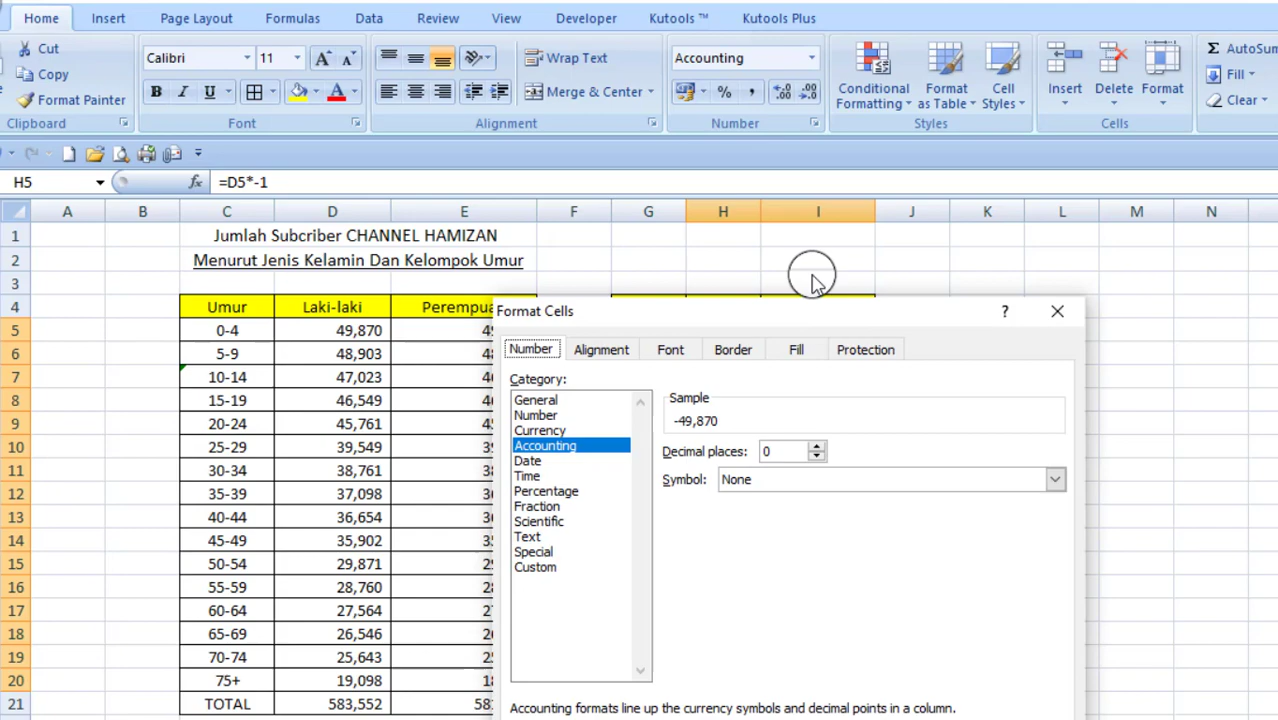 Home Insert Page Layout Formulas Data Review View Developer Kutools ™ Kutools Plus
Cut
Copy
Format Painter
Clipboard
Calibri 11
B I U
Font
Wrap Text
Merge & Center
Alignment
Accounting
% ,
Number
Conditional Formatting
Format as Table
Cell Styles
Styles
Insert Delete Format
Cells
Σ AutoSum
Fill
Clear
H5 fx =D5*-1
A B C D E F G H I J K L M N
1 Jumlah Subcriber CHANNEL HAMIZAN
2 Menurut Jenis Kelamin Dan Kelompok Umur
3
4 Umur Laki-laki
5 0-4 49,870
6 5-9 48,903
7 10-14 47,023
8 15-19 46,549
9 20-24 45,761
10 25-29 39,549
11 30-34 38,761
12 35-39 37,098
13 40-44 36,654
14 45-49 35,902
15 50-54 29,871
16 55-59 28,760
17 60-64 27,564
18 65-69 26,546
19 70-74 25,643
20 75+ 19,098
21 TOTAL 583,552
Format Cells ?
Number Alignment Font Border Fill Protection
Category:
General
Number
Currency
Accounting
Date
Time
Percentage
Fraction
Scientific
Text
Special
Custom
Sample
-49,870
Decimal places: 0
Symbol: None
Accounting formats line up the currency symbols and decimal points in a column.